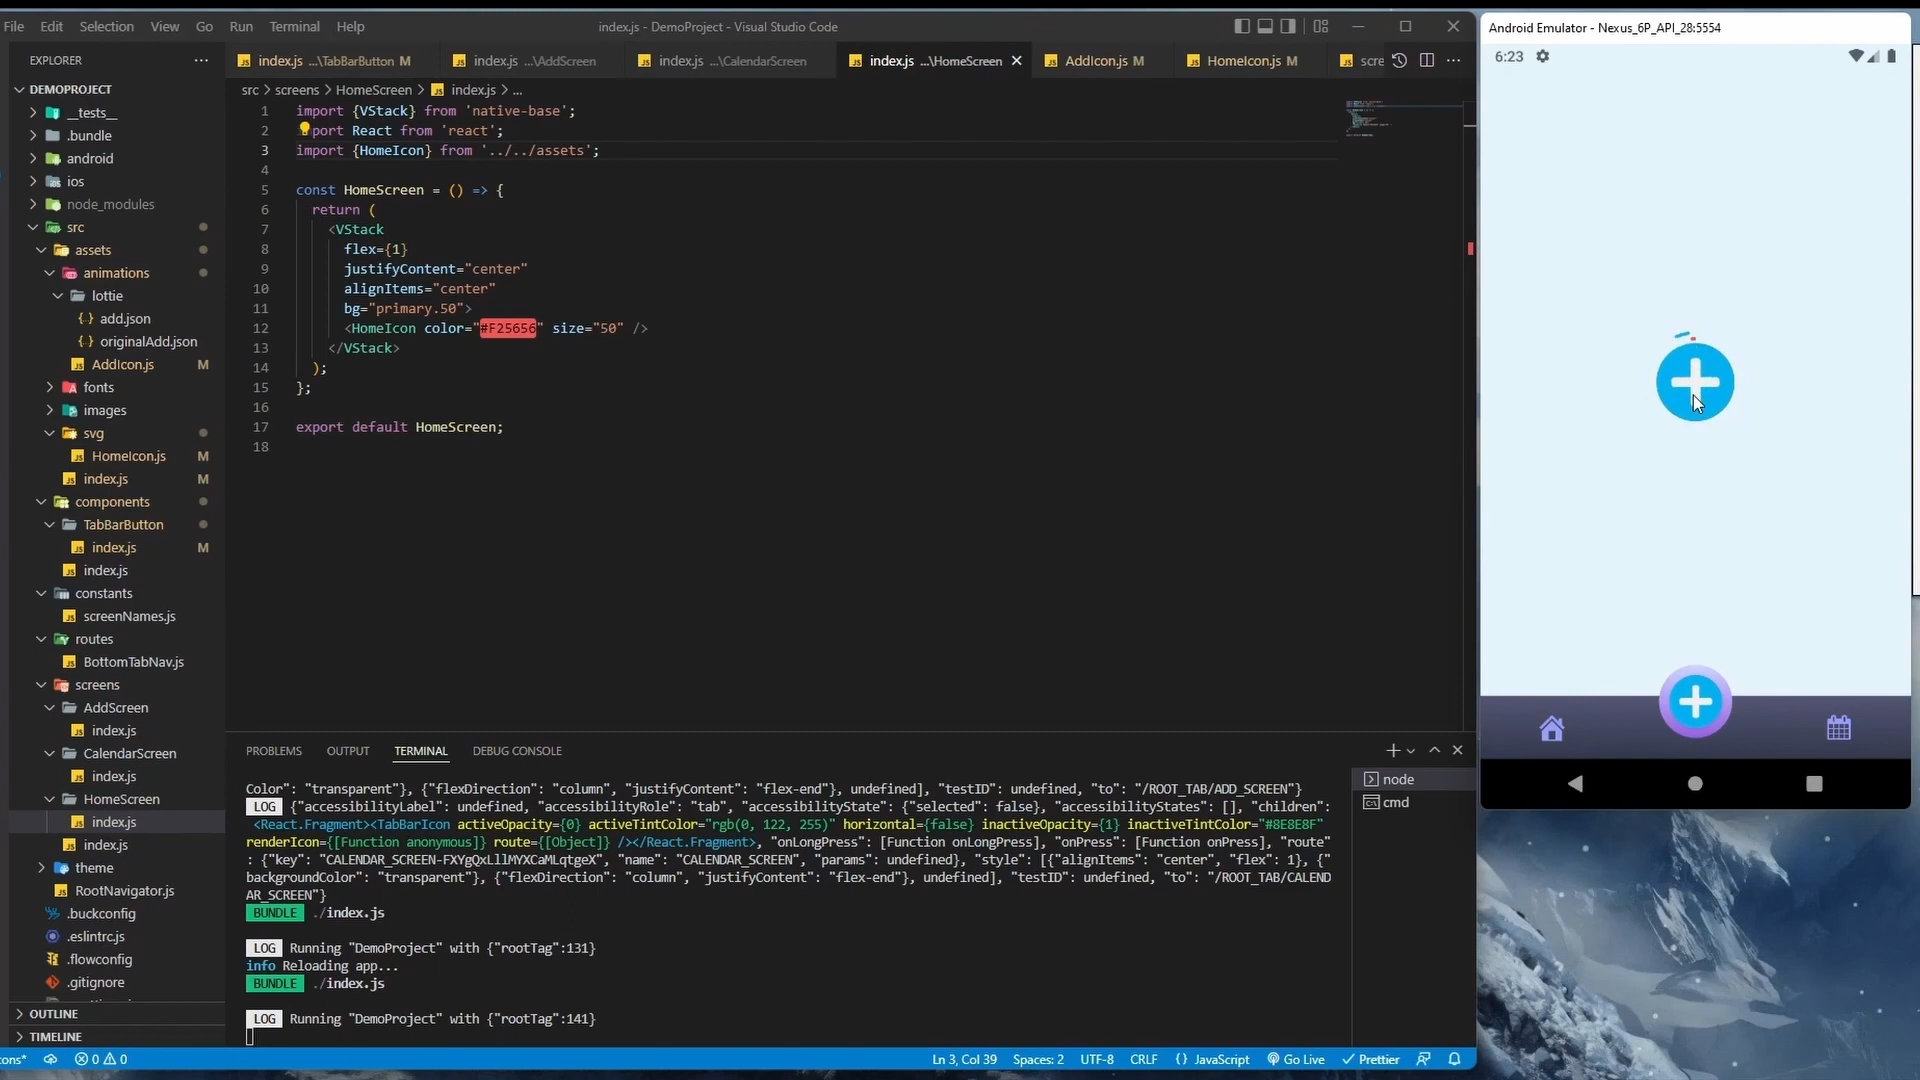 File Edit Selection View Go Run Terminal Help
index.js - DemoProject - Visual Studio Code
EXPLORER
DEMOPROJECT
__tests__
.bundle
android
ios
node_modules
src
assets
animations
lottie
add.json
originalAdd.json
AddIcon.js M
fonts
images
svg
HomeIcon.js M
index.js M
components
TabBarButton
index.js M
index.js
constants
screenNames.js
routes
BottomTabNav.js
screens
AddScreen
index.js
CalendarScreen
index.js
HomeScreen
index.js
index.js
theme
RootNavigator.js
.buckconfig
.eslintrc.js
.flowconfig
.gitignore
OUTLINE
TIMELINE
index.js ...\TabBarButton M
index.js ...\AddScreen
index.js ...\CalendarScreen
index.js ...\HomeScreen
AddIcon.js M
HomeIcon.js M
scre
src > screens > HomeScreen > index.js > ...
1 import {VStack} from 'native-base';
2 port React from 'react';
3 import {HomeIcon} from '../../assets';
4
5 const HomeScreen = () => {
6 return (
7 <VStack
8 flex={1}
9 justifyContent="center"
10 alignItems="center"
11 bg="primary.50">
12 <HomeIcon color="#F25656" size="50" />
13 </VStack>
14 );
15 };
16
17 export default HomeScreen;
18
PROBLEMS OUTPUT TERMINAL DEBUG CONSOLE
Color": "transparent"}, {"flexDirection": "column", "justifyContent": "flex-end"}, undefined], "testID": undefined, "to": "/ROOT_TAB/ADD_SCREEN"}
LOG {"accessibilityLabel": undefined, "accessibilityRole": "tab", "accessibilityState": {"selected": false}, "accessibilityStates": [], "children":
<React.Fragment><TabBarIcon activeOpacity={0} activeTintColor="rgb(0, 122, 255)" horizontal={false} inactiveOpacity={1} inactiveTintColor="#8E8E8F"
renderIcon={[Function anonymous]} route={[Object]} /></React.Fragment>, "onLongPress": [Function onLongPress], "onPress": [Function onPress], "route"
: {"key": "CALENDAR_SCREEN-FXYgQxLllMYXCaMLqtgeX", "name": "CALENDAR_SCREEN", "params": undefined}, "style": [{"alignItems": "center", "flex": 1}, {"
backgroundColor": "transparent"}, {"flexDirection": "column", "justifyContent": "flex-end"}, undefined], "testID": undefined, "to": "/ROOT_TAB/CALEND
AR_SCREEN"}
BUNDLE ./index.js
LOG Running "DemoProject" with {"rootTag":131}
info Reloading app...
BUNDLE ./index.js
LOG Running "DemoProject" with {"rootTag":141}
node
cmd
cons* 0 0
Ln 3, Col 39 Spaces: 2 UTF-8 CRLF {} JavaScript Go Live Prettier
Android Emulator - Nexus_6P_API_28:5554
6:23